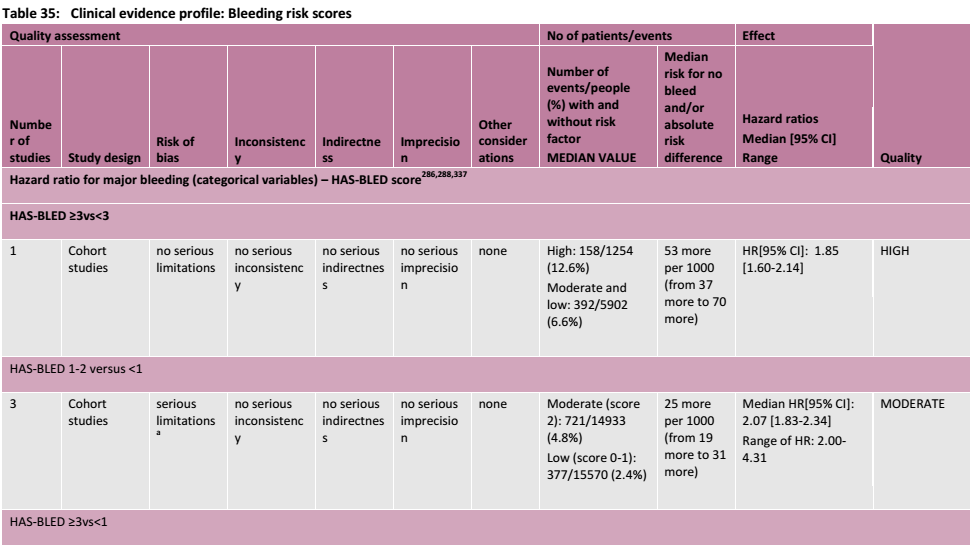 Table 35: Clinical evidence profile: Bleeding risk scores
Quality assessment
No of patients/events
Effect
Numbe
r of
studies
Study design
Risk of
bias
Inconsistenc
y
Indirectne
ss
Imprecisio
n
Other
consider
ations
Number of
events/people
(%) with and
without risk
factor
MEDIAN VALUE
Median
risk for no
bleed
and/or
absolute
risk
difference
Hazard ratios
Median [95% CI]
Range
Quality
Hazard ratio for major bleeding (categorical variables) – HAS-BLED score286,288,337
HAS-BLED ≥3vs<3
1
Cohort
studies
no serious
limitations
no serious
inconsistenc
y
no serious
indirectnes
s
no serious
imprecisio
n
none
High: 158/1254
(12.6%)
Moderate and
low: 392/5902
(6.6%)
53 more
per 1000
(from 37
more to 70
more)
HR[95% CI]: 1.85
[1.60-2.14]
HIGH
HAS-BLED 1-2 versus <1
3
Cohort
studies
serious
limitations
a
no serious
inconsistenc
y
no serious
indirectnes
s
no serious
imprecisio
n
none
Moderate (score
2): 721/14933
(4.8%)
Low (score 0-1):
377/15570 (2.4%)
25 more
per 1000
(from 19
more to 31
more)
Median HR[95% CI]:
2.07 [1.83-2.34]
Range of HR: 2.00-
4.31
MODERATE
HAS-BLED ≥3vs<1